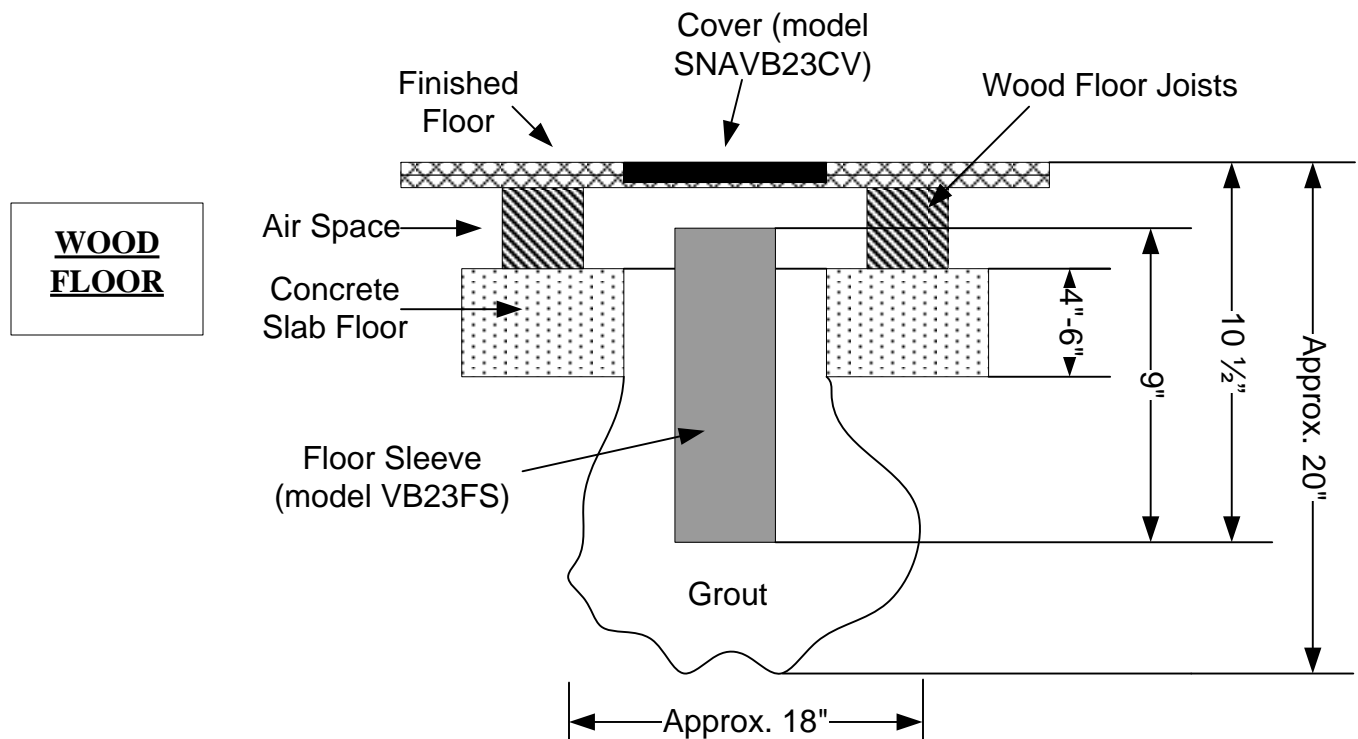 Cover (model
SNAVB23CV)
Finished
Floor
Wood Floor Joists
WOOD
FLOOR
Air Space
Concrete
Slab Floor
4"-6"
9"
10 ½”
Approx. 20"
Floor Sleeve
(model VB23FS)
Grout
Approx. 18"